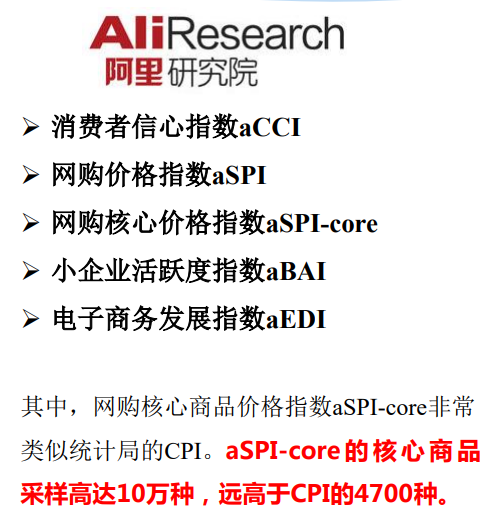 AliResearch
阿里研究院
➢ 消费者信心指数aCCI
➢ 网购价格指数aSPI
➢ 网购核心价格指数aSPI-core
➢ 小企业活跃度指数aBAI
➢ 电子商务发展指数aEDI
其中，网购核心商品价格指数aSPI-core非常
类似统计局的CPI。aSPI-core的核心商品
采样高达10万种，远高于CPI的4700种。